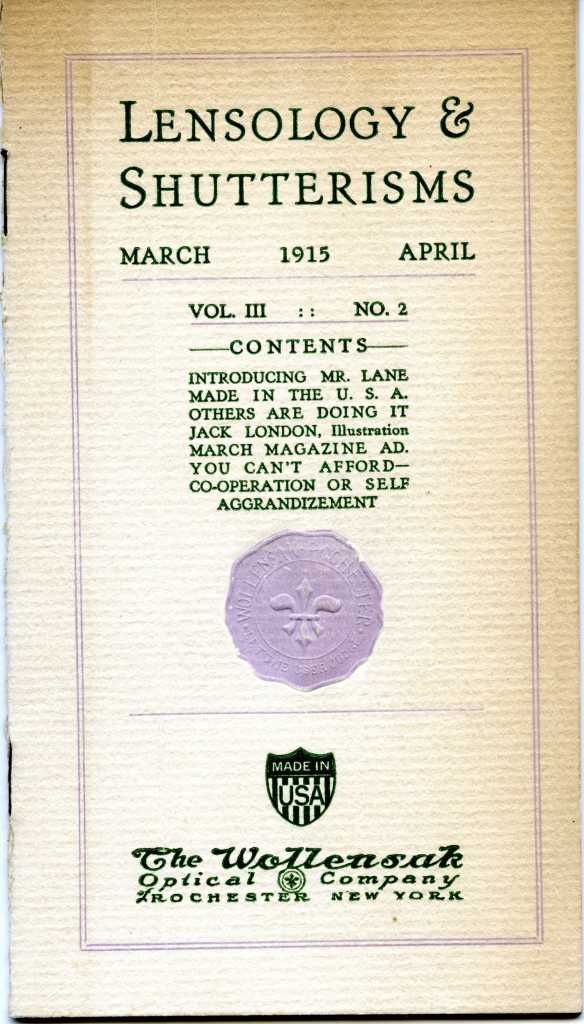 LENSOLOGY &
SHUTTERISMS
MARCH 1915 APRIL
VOL. III :: NO. 2
CONTENTS
INTRODUCING MR. LANE
MADE IN THE U. S. A.
OTHERS ARE DOING IT
JACK LONDON, Illustration
MARCH MAGAZINE AD.
YOU CAN'T AFFORD—
CO-OPERATION OR SELF
AGGRANDIZEMENT
WOLLENSAK ROCHESTER
MADE IN
USA
The Wollensak
Optical Company
ROCHESTER NEW YORK